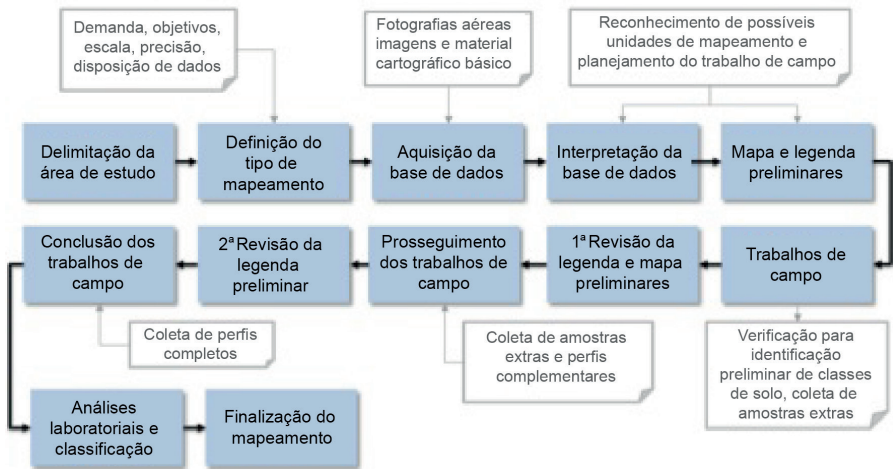 Demanda, objetivos,
escala, precisão,
disposição de dados
Fotografias aéreas
imagens e material
cartográfico básico
Reconhecimento de possíveis
unidades de mapeamento e
planejamento do trabalho de campo
Delimitação da
área de estudo
Definição do
tipo de
mapeamento
Aquisição da
base de dados
Interpretação da
base de dados
Mapa e legenda
preliminares
Conclusão dos
trabalhos de
campo
2ª Revisão da
legenda
preliminar
Prosseguimento
dos trabalhos de
campo
1ª Revisão da
legenda e mapa
preliminares
Trabalhos de
campo
Coleta de perfis
completos
Coleta de amostras
extras e perfis
complementares
Verificação para
identificação
preliminar de classes
de solo, coleta de
amostras extras
Análises
laboratoriais e
classificação
Finalização do
mapeamento